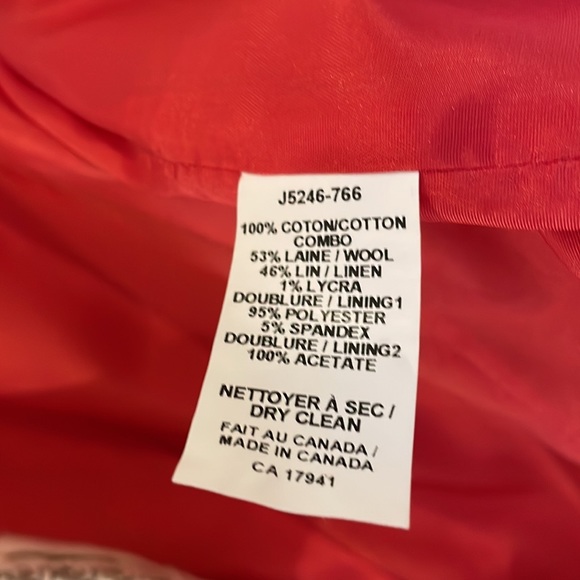 J5246-766
100% COTON/COTTON
COMBO
53% LAINE / WOOL
46% LIN / LINEN
1% LYCRA
DOUBLURE / LINING1
95% POLYESTER
5% SPANDEX
DOUBLURE / LINING2
100% ACETATE
NETTOYER À SEC /
DRY CLEAN
FAIT AU CANADA /
MADE IN CANADA
CA 17941